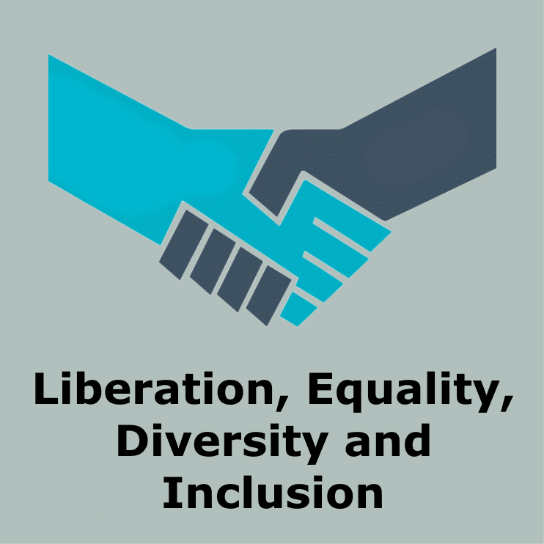 Liberation, Equality,
Diversity and
Inclusion